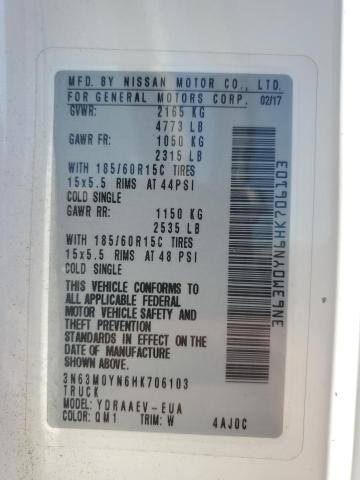 MFD. BY NISSAN MOTOR CO., LTD.
FOR GENERAL MOTORS CORP. 02/17
GVWR: 2165 KG
4773 LB
GAWR FR: 1050 KG
2315 LB
WITH 185/60R15C TIRES
15x5.5 RIMS AT 44PSI
COLD SINGLE
GAWR RR: 1150 KG
2535 LB
WITH 185/60R15C TIRES
15x5.5 RIMS AT 48 PSI
COLD SINGLE
THIS VEHICLE CONFORMS TO
ALL APPLICABLE FEDERAL
MOTOR VEHICLE SAFETY AND
THEFT PREVENTION
STANDARDS IN EFFECT ON
THE DATE OF MANUFACTURE
SHOWN ABOVE.
3N63M0YN6HK706103
TRUCK
MODEL: YDRAAEV-EUA
COLOR: QM1 TRIM: W 4AJ0C
3N63M0YN6HK706103